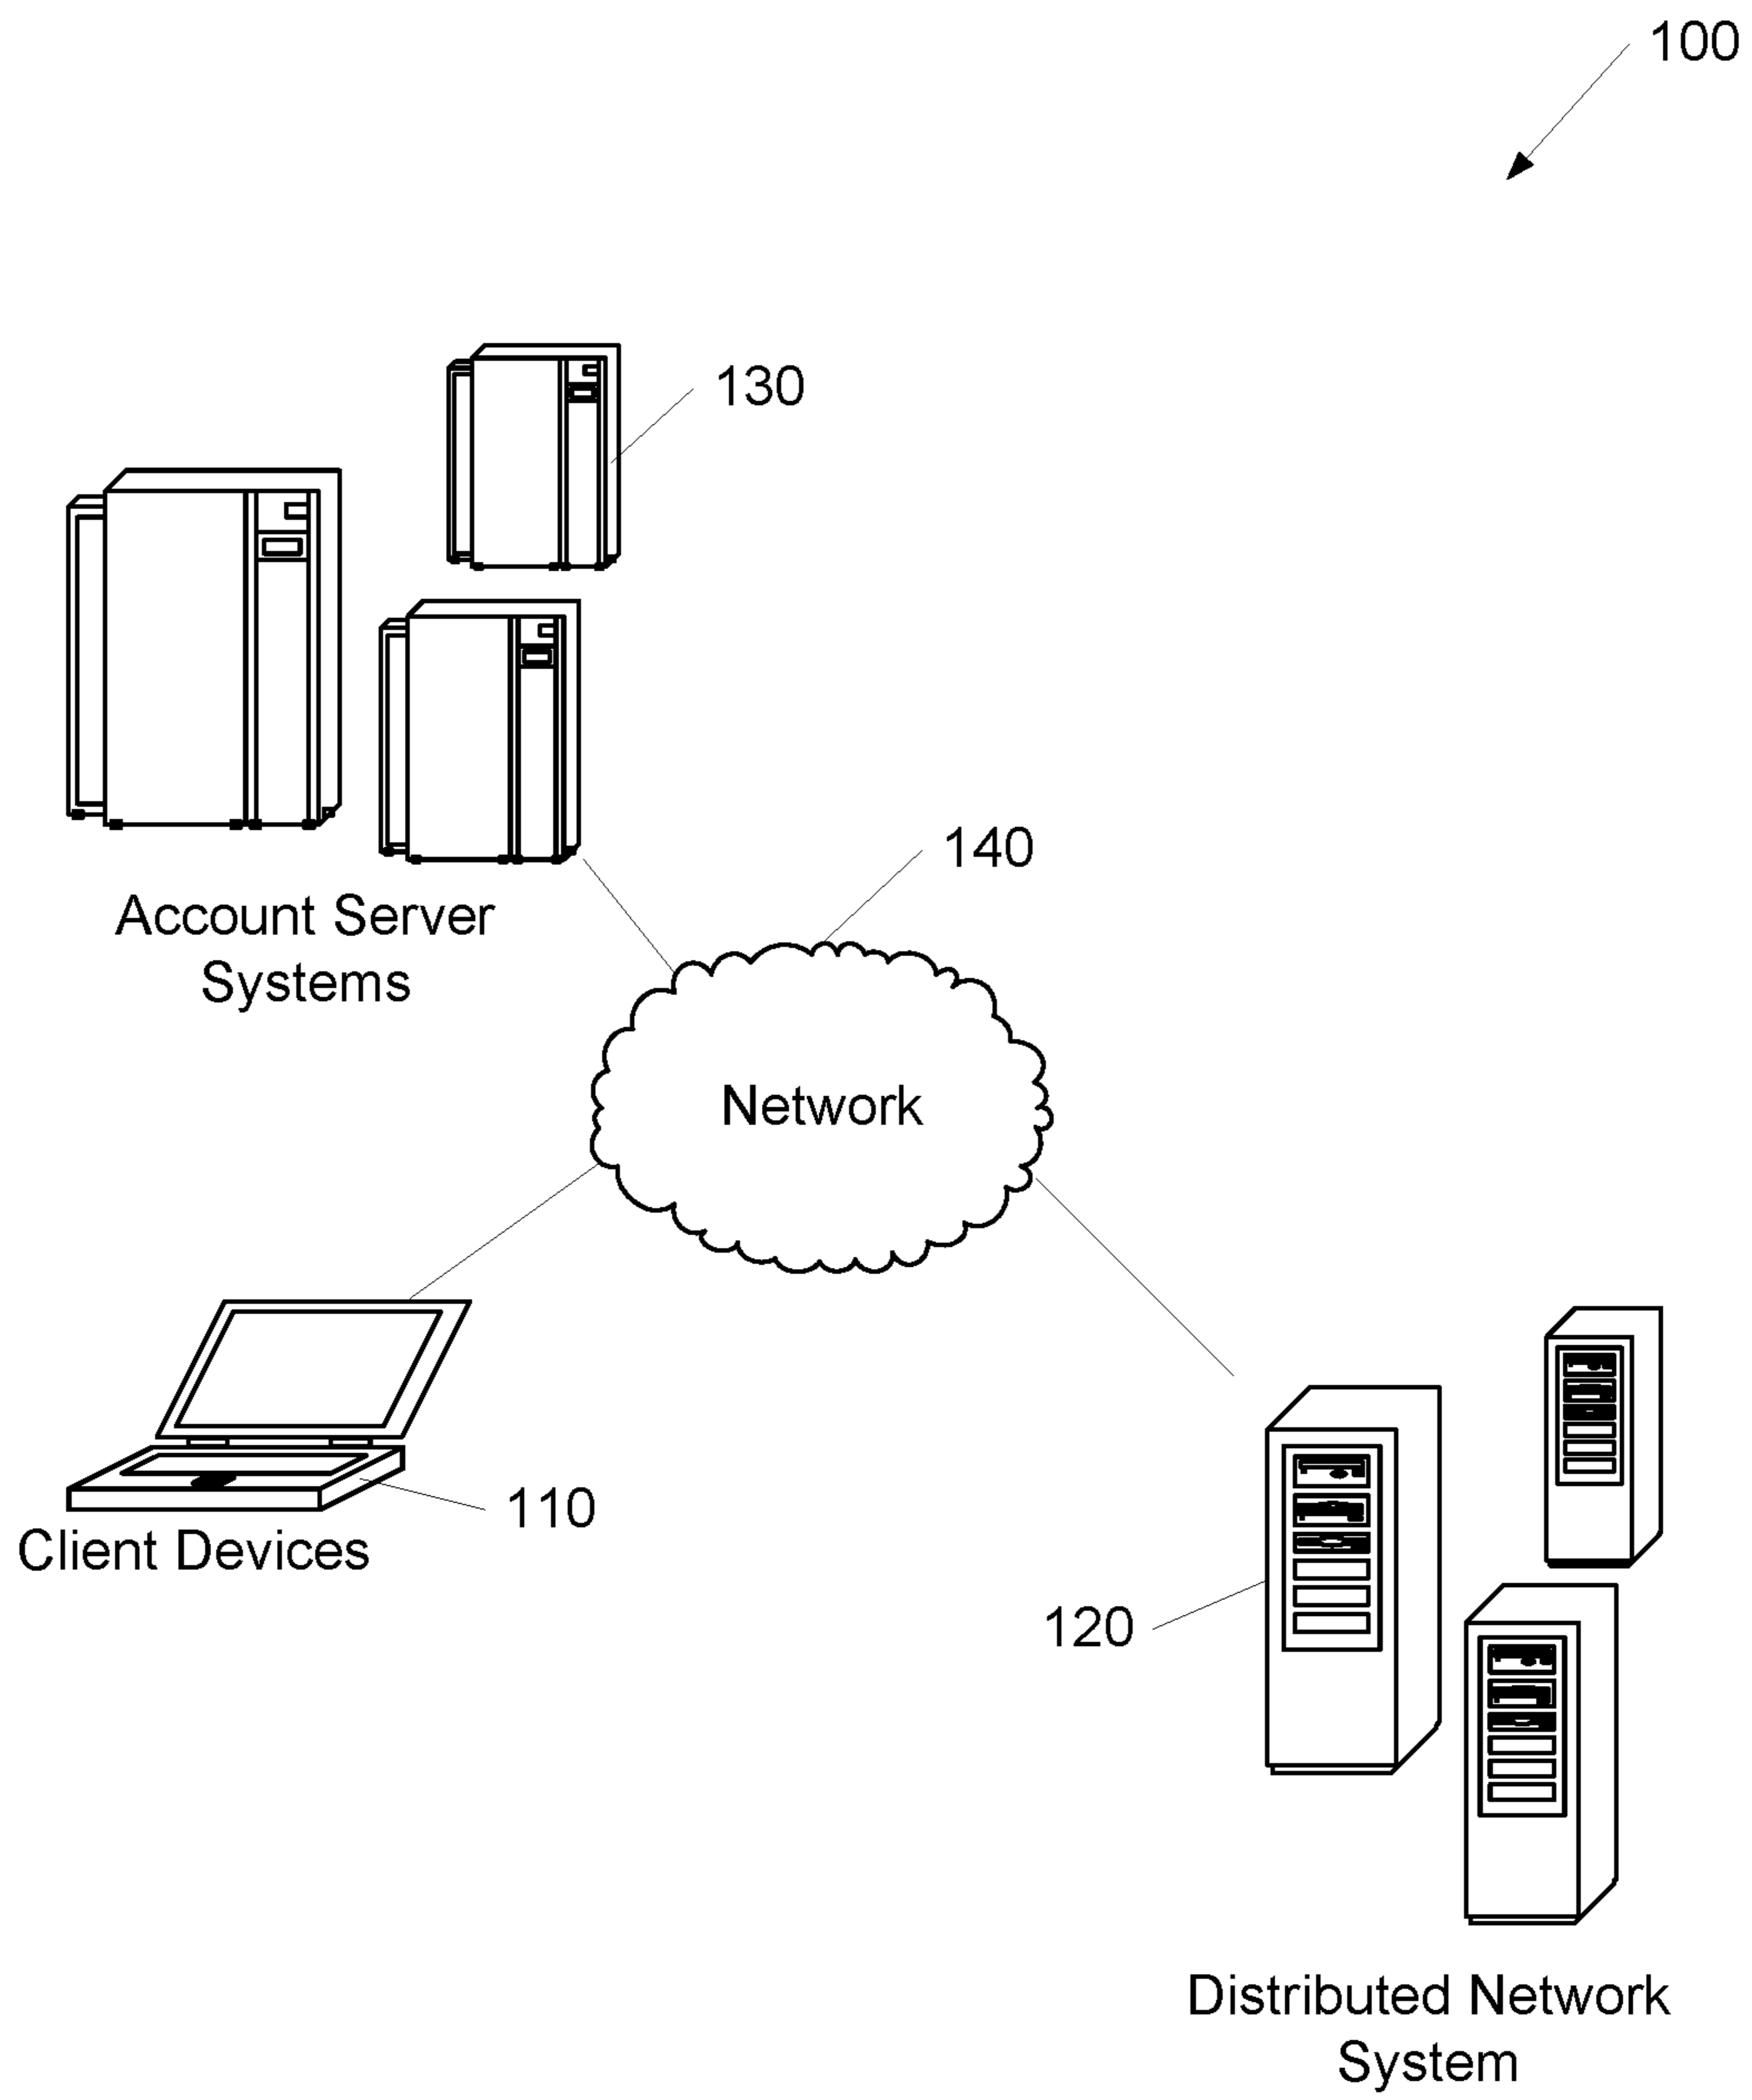 100
130
Account Server
Systems
140
Network
110
Client Devices
120
Distributed Network
System